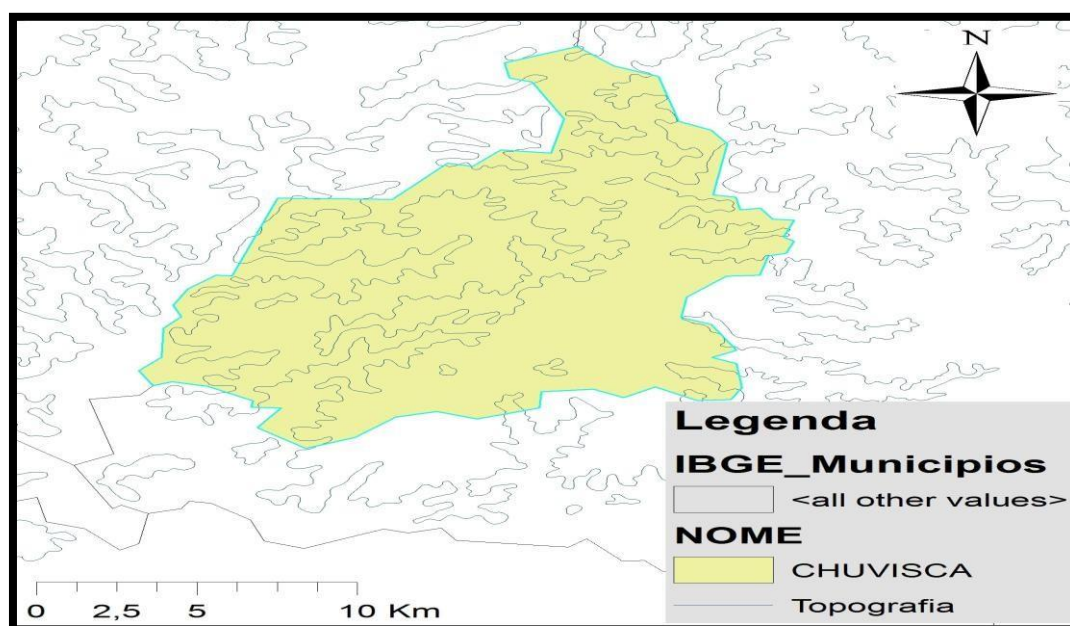 N
Legenda
IBGE_Municipios
<all other values>
NOME
CHUVISCA
Topografia
0 2,5 5 10 Km